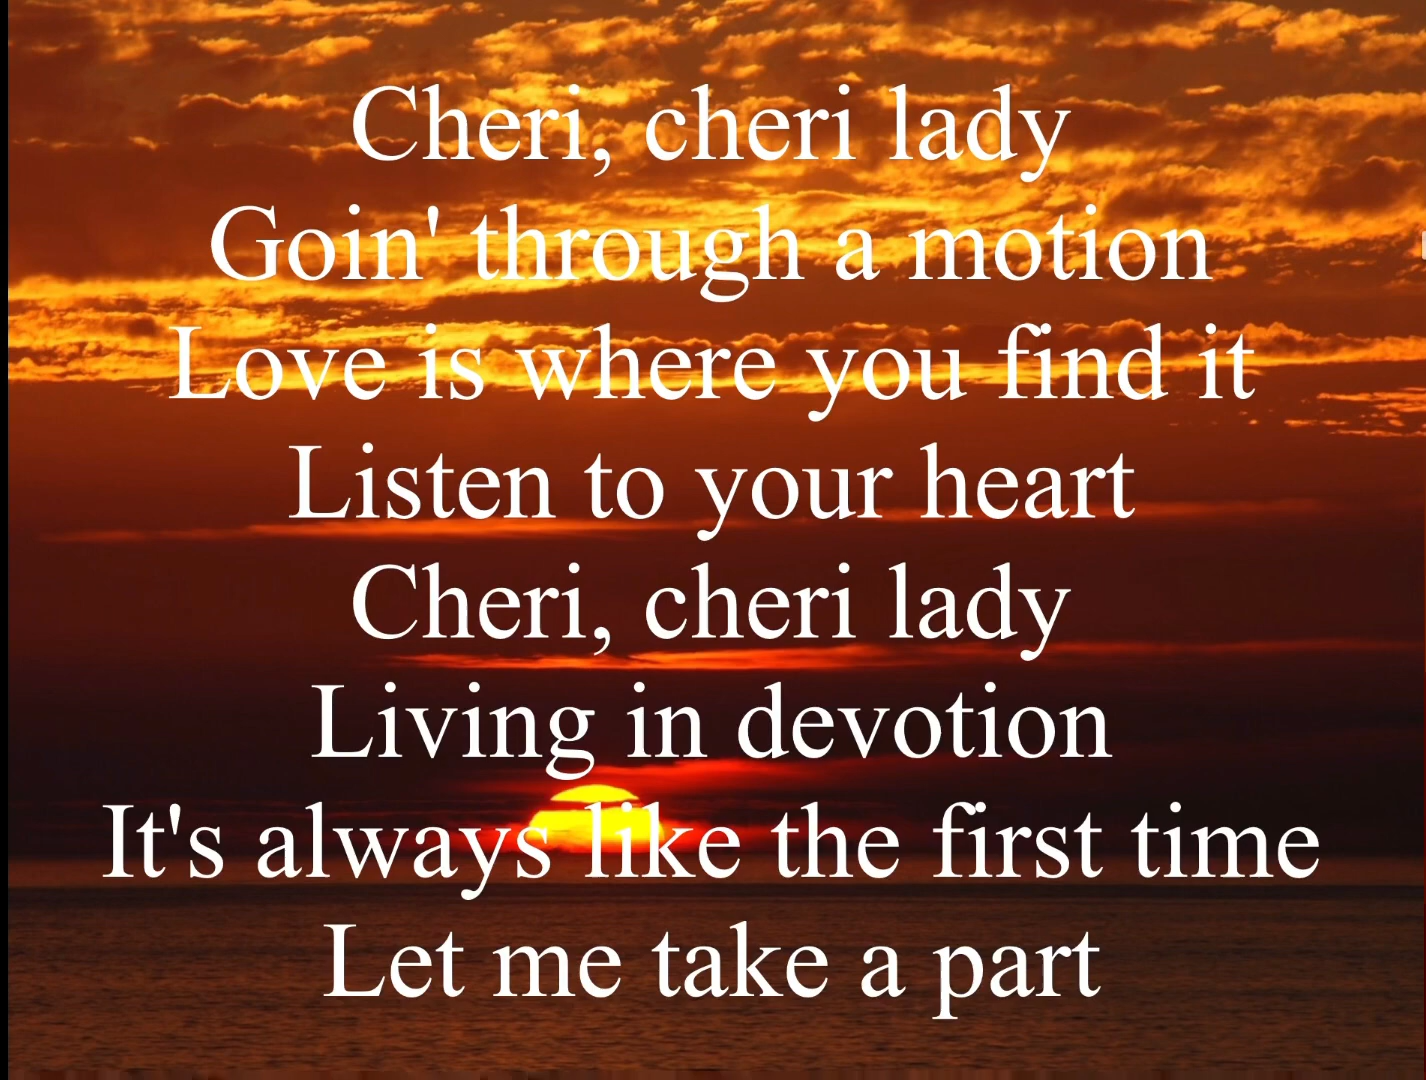 Cheri, cheri lady
Goin' through a motion
Love is where you find it
Listen to your heart
Cheri, cheri lady
Living in devotion
It's always like the first time
Let me take a part